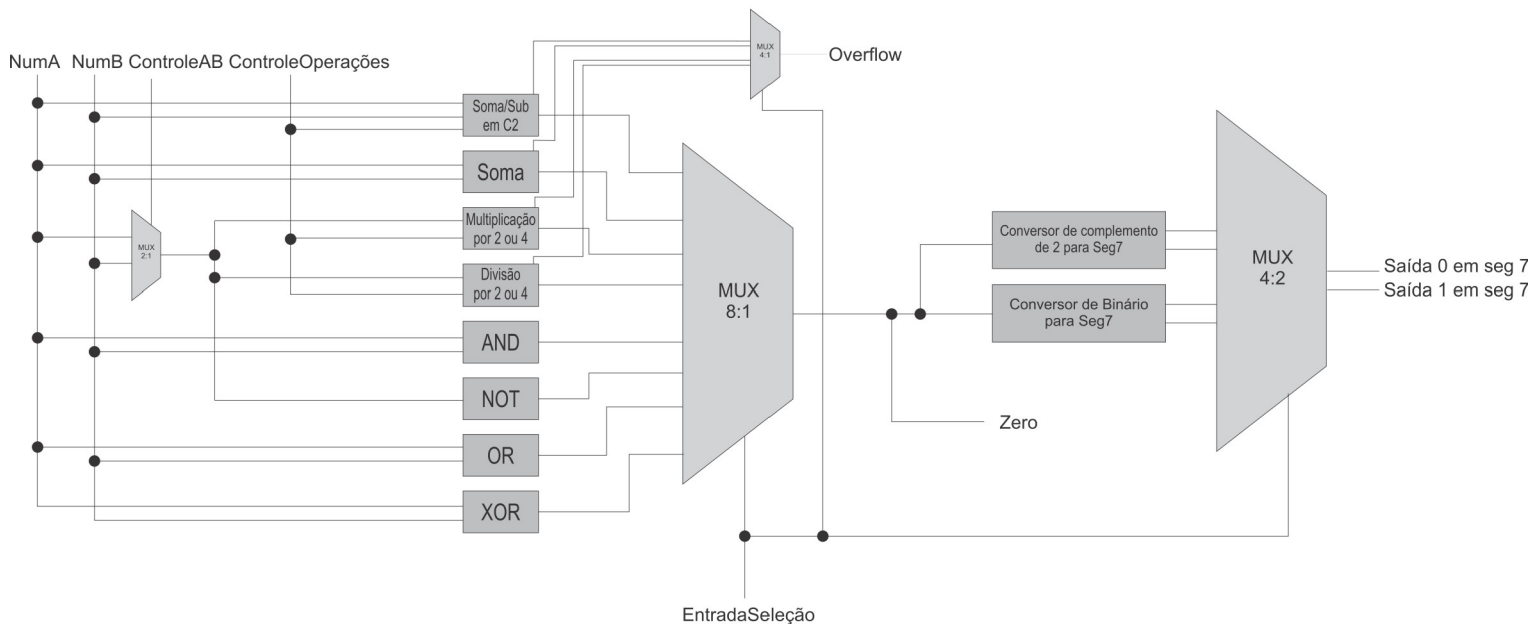 NumA NumB ControleAB ControleOperações
MUX
4:1
Overflow
Soma/Sub
em C2
Soma
Multiplicação
por 2 ou 4
Divisão
por 2 ou 4
AND
NOT
OR
XOR
MUX
2:1
MUX
8:1
Conversor de complemento
de 2 para Seg7
Conversor de Binário
para Seg7
MUX
4:2
Saída 0 em seg 7
Saída 1 em seg 7
Zero
EntradaSeleção